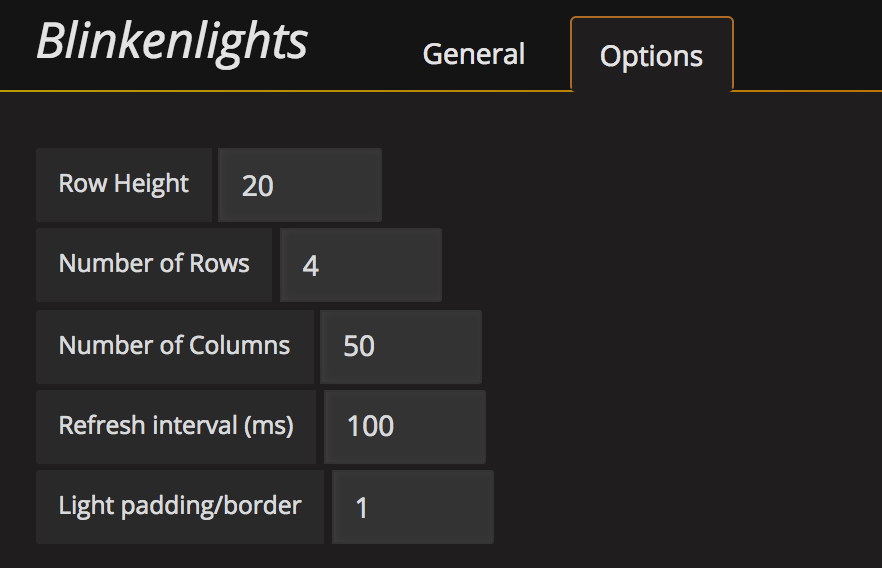 Blinkenlights
General
Options
Row Height 20
Number of Rows 4
Number of Columns 50
Refresh interval (ms) 100
Light padding/border 1